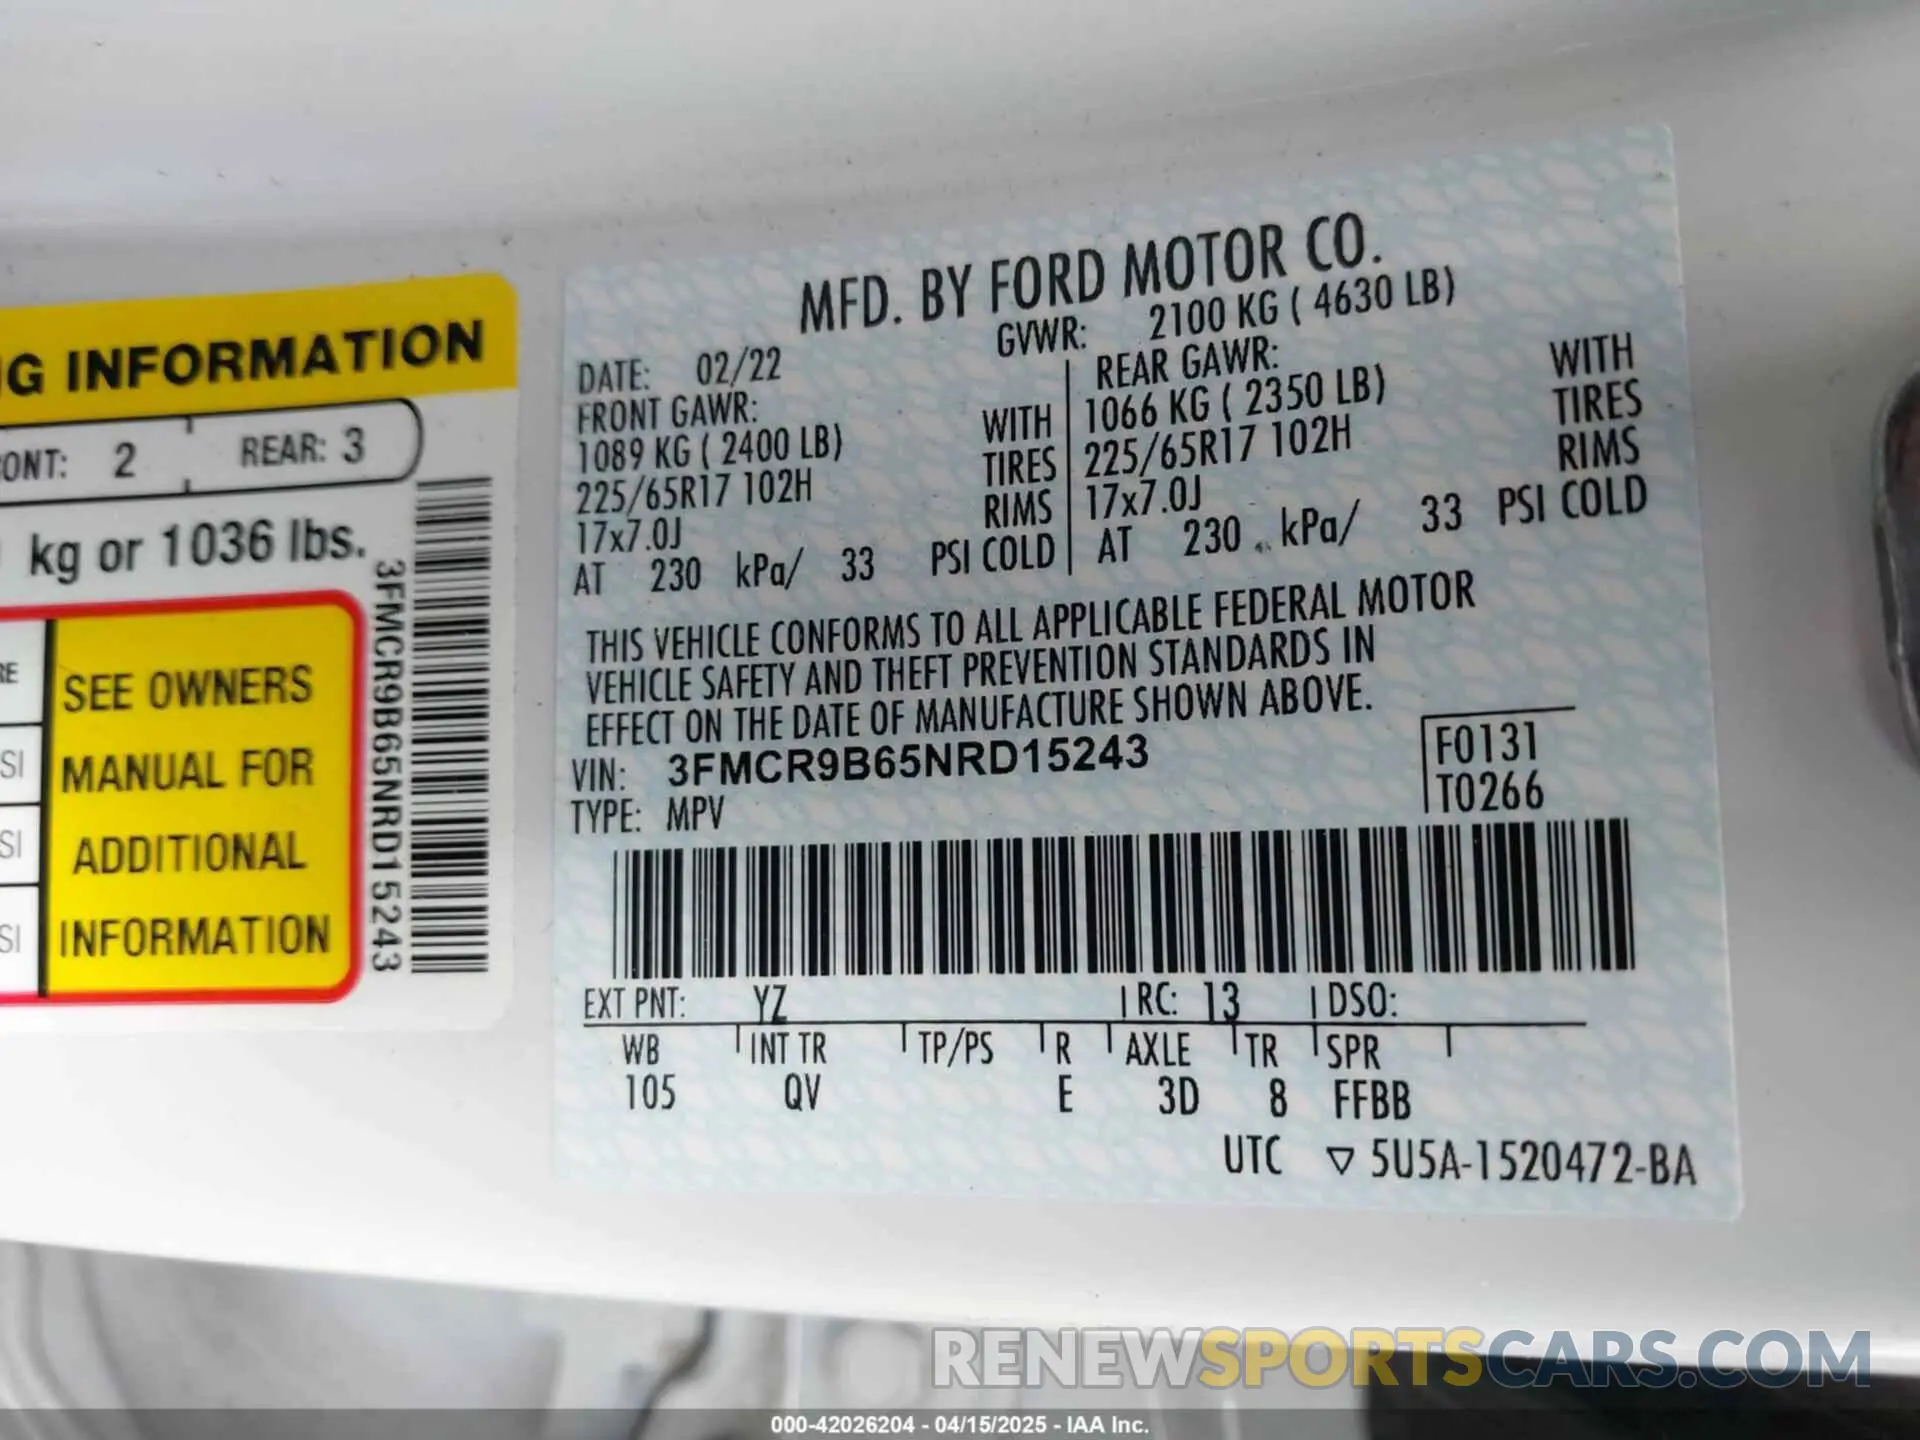 MFD. BY FORD MOTOR CO.
DATE: 02/22 GVWR: 2100 KG ( 4630 LB)
FRONT GAWR: REAR GAWR:
1089 KG ( 2400 LB) WITH 1066 KG ( 2350 LB) WITH
225/65R17 102H TIRES 225/65R17 102H TIRES
17x7.0J RIMS 17x7.0J RIMS
AT 230 kPa/ 33 PSI COLD AT 230 kPa/ 33 PSI COLD
THIS VEHICLE CONFORMS TO ALL APPLICABLE FEDERAL MOTOR
VEHICLE SAFETY AND THEFT PREVENTION STANDARDS IN
EFFECT ON THE DATE OF MANUFACTURE SHOWN ABOVE.
VIN: 3FMCR9B65NRD15243
TYPE: MPV
F0131
T0266
EXT PNT: YZ RC: 13 DSO:
WB INT TR TP/PS R AXLE TR SPR
105 QV E 3D 8 FFBB
UTC ▽ 5U5A-1520472-BA
INFORMATION
2 REAR: 3
kg or 1036 lbs.
SEE OWNERS
MANUAL FOR
ADDITIONAL
INFORMATION
3FMCR9B65NRD15243
RENEWSPORTSCARS.COM
000-42026204 - 04/15/2025 - IAA Inc.